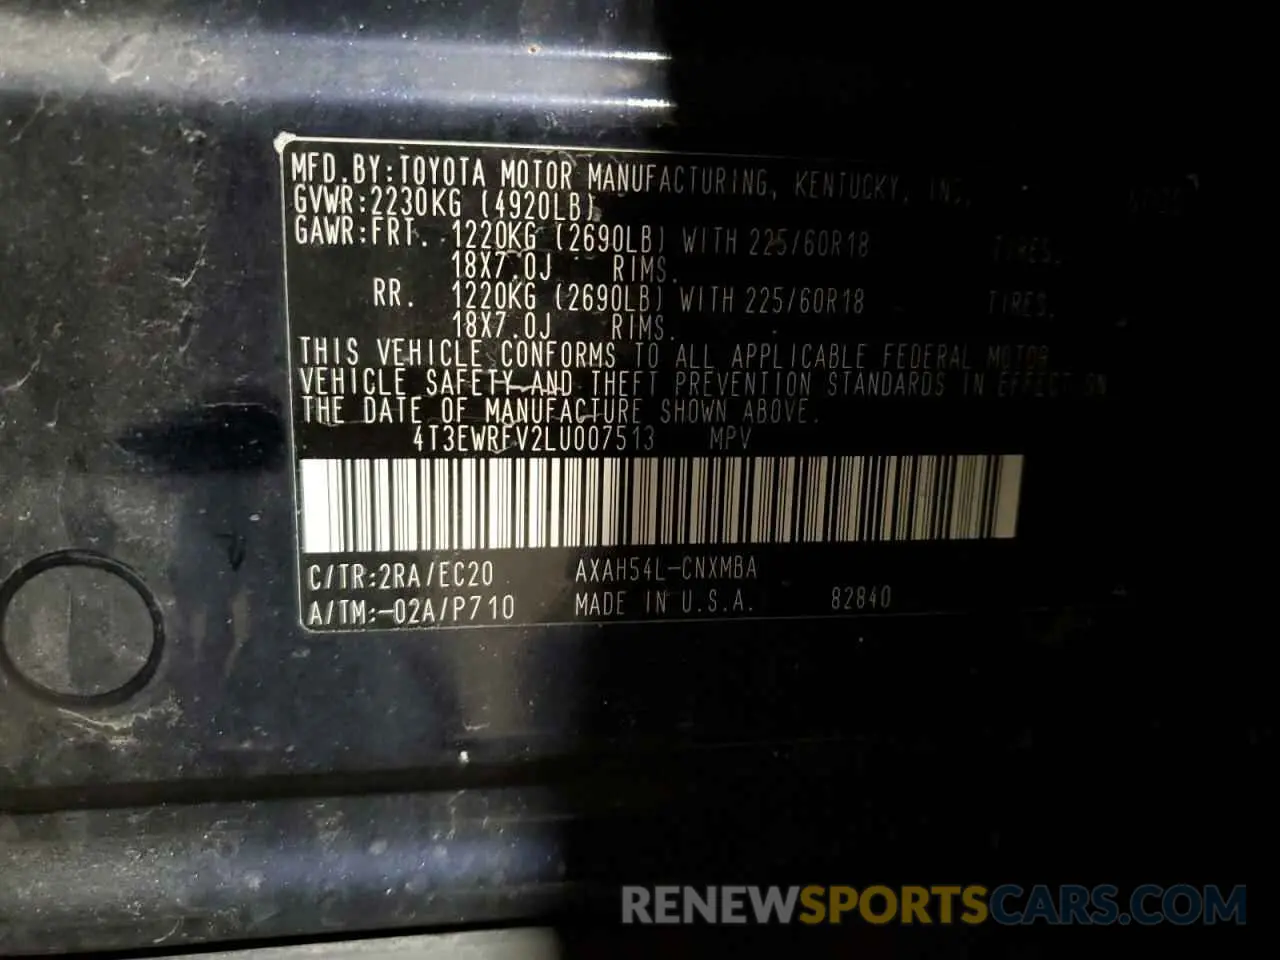 MFD.BY:TOYOTA MOTOR MANUFACTURING, KENTUCKY, INC.
GVWR:2230KG (4920LB)
GAWR:FRT. 1220KG (2690LB) WITH 225/60R18 TIRES.
18X7.0J RIMS.
RR. 1220KG (2690LB) WITH 225/60R18 TIRES.
18X7.0J RIMS.
THIS VEHICLE CONFORMS TO ALL APPLICABLE FEDERAL MOTOR
VEHICLE SAFETY AND THEFT PREVENTION STANDARDS IN EFFECT ON
THE DATE OF MANUFACTURE SHOWN ABOVE.
4T3EWRFV2LU007513 MPV
C/TR:2RA/EC20 AXAH54L-CNXMBA
A/TM:-02A/P710 MADE IN U.S.A. 82840
RENEWSPORTSCARS.COM